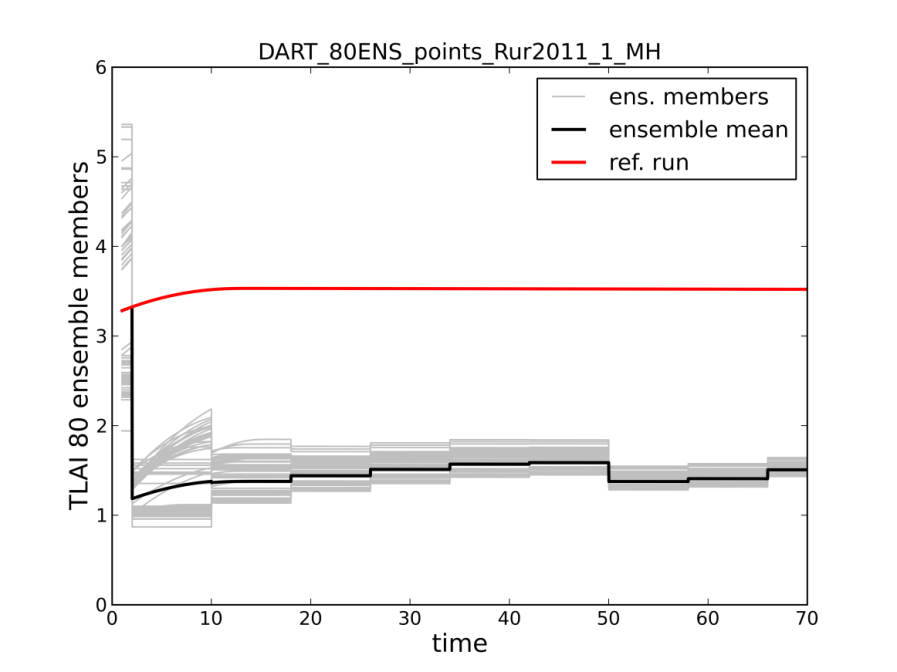 DART_80ENS_points_Rur2011_1_MH
6
5
4
3
2
1
0
TLAI 80 ensemble members
ens. members
ensemble mean
ref. run
0 10 20 30 40 50 60 70
time